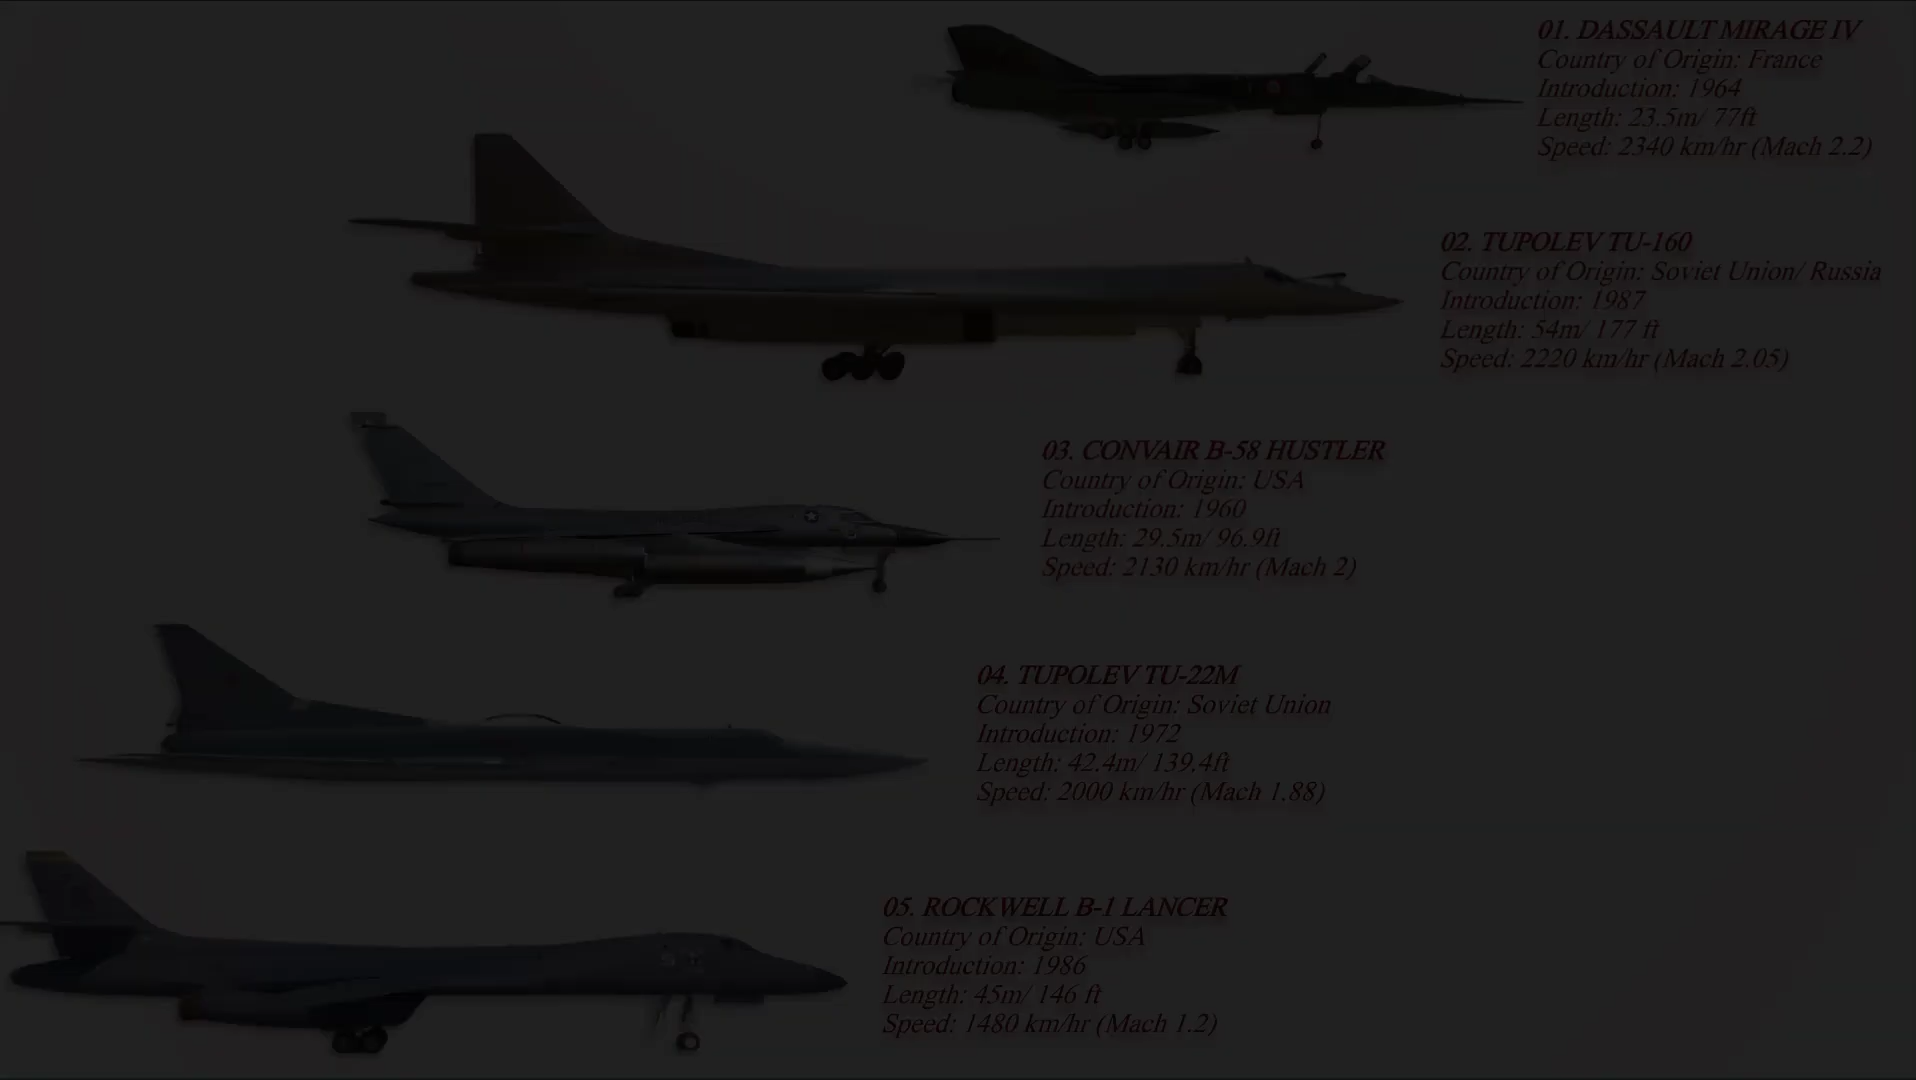 01. DASSAULT MIRAGE IV
Country of Origin: France
Introduction: 1964
Length: 23.5m/ 77ft
Speed: 2340 km/hr (Mach 2.2)
02. TUPOLEV TU-160
Country of Origin: Soviet Union/ Russia
Introduction: 1987
Length: 54m/ 177 ft
Speed: 2220 km/hr (Mach 2.05)
03. CONVAIR B-58 HUSTLER
Country of Origin: USA
Introduction: 1960
Length: 29.5m/ 96.9ft
Speed: 2130 km/hr (Mach 2)
04. TUPOLEV TU-22M
Country of Origin: Soviet Union
Introduction: 1972
Length: 42.4m/ 139.4ft
Speed: 2000 km/hr (Mach 1.88)
05. ROCKWELL B-1 LANCER
Country of Origin: USA
Introduction: 1986
Length: 45m/ 146 ft
Speed: 1480 km/hr (Mach 1.2)